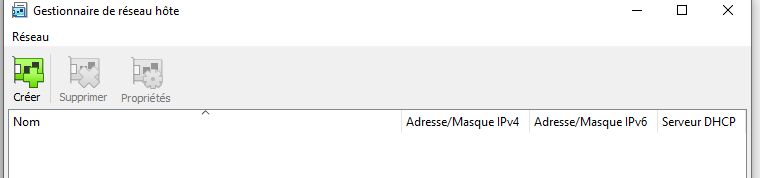 Gestionnaire de réseau hôte
Réseau
Créer Supprimer Propriétés
Nom Adresse/Masque IPv4 Adresse/Masque IPv6 Serveur DHCP